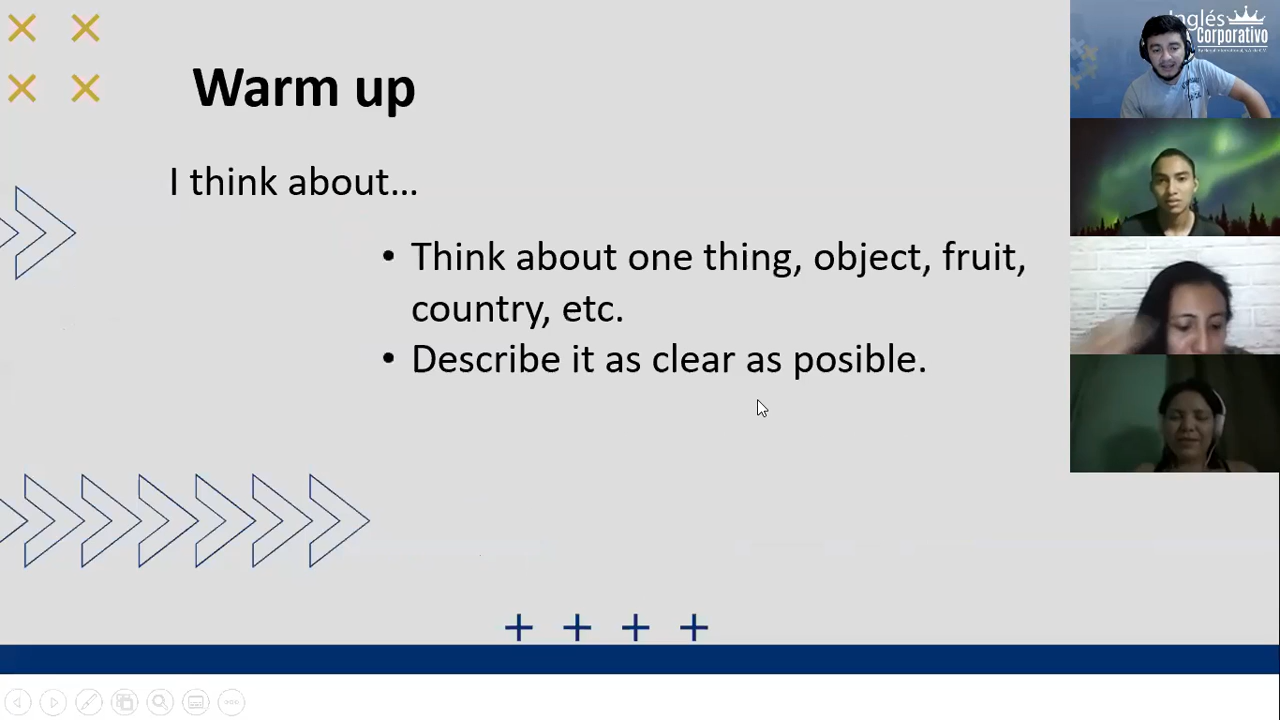 Warm up
I think about...
• Think about one thing, object, fruit,
country, etc.
• Describe it as clear as posible.
Inglés
Corporativo